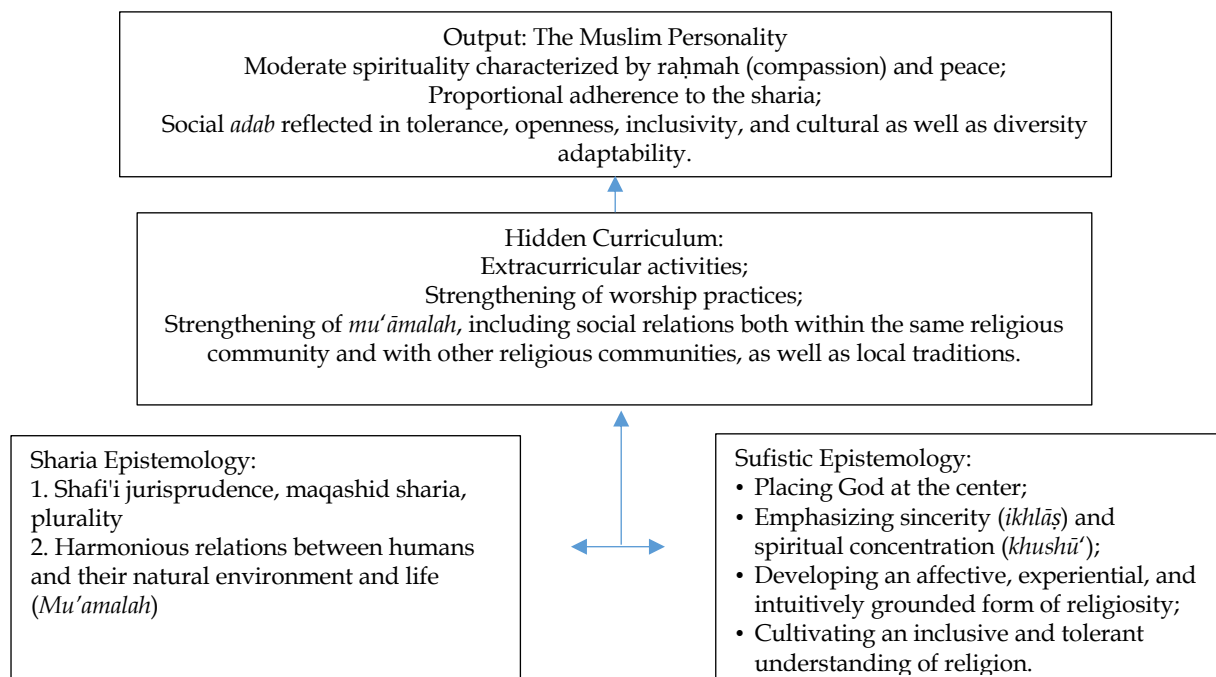 Output: The Muslim Personality
Moderate spirituality characterized by raḥmah (compassion) and peace;
Proportional adherence to the sharia;
Social adab reflected in tolerance, openness, inclusivity, and cultural as well as diversity
adaptability.
Hidden Curriculum:
Extracurricular activities;
Strengthening of worship practices;
Strengthening of mu‘āmalah, including social relations both within the same religious
community and with other religious communities, as well as local traditions.
Sharia Epistemology:
1. Shafi'i jurisprudence, maqashid sharia,
plurality
2. Harmonious relations between humans
and their natural environment and life
(Mu’amalah)
Sufistic Epistemology:
• Placing God at the center;
• Emphasizing sincerity (ikhlāṣ) and
spiritual concentration (khushū‘);
• Developing an affective, experiential, and
intuitively grounded form of religiosity;
• Cultivating an inclusive and tolerant
understanding of religion.